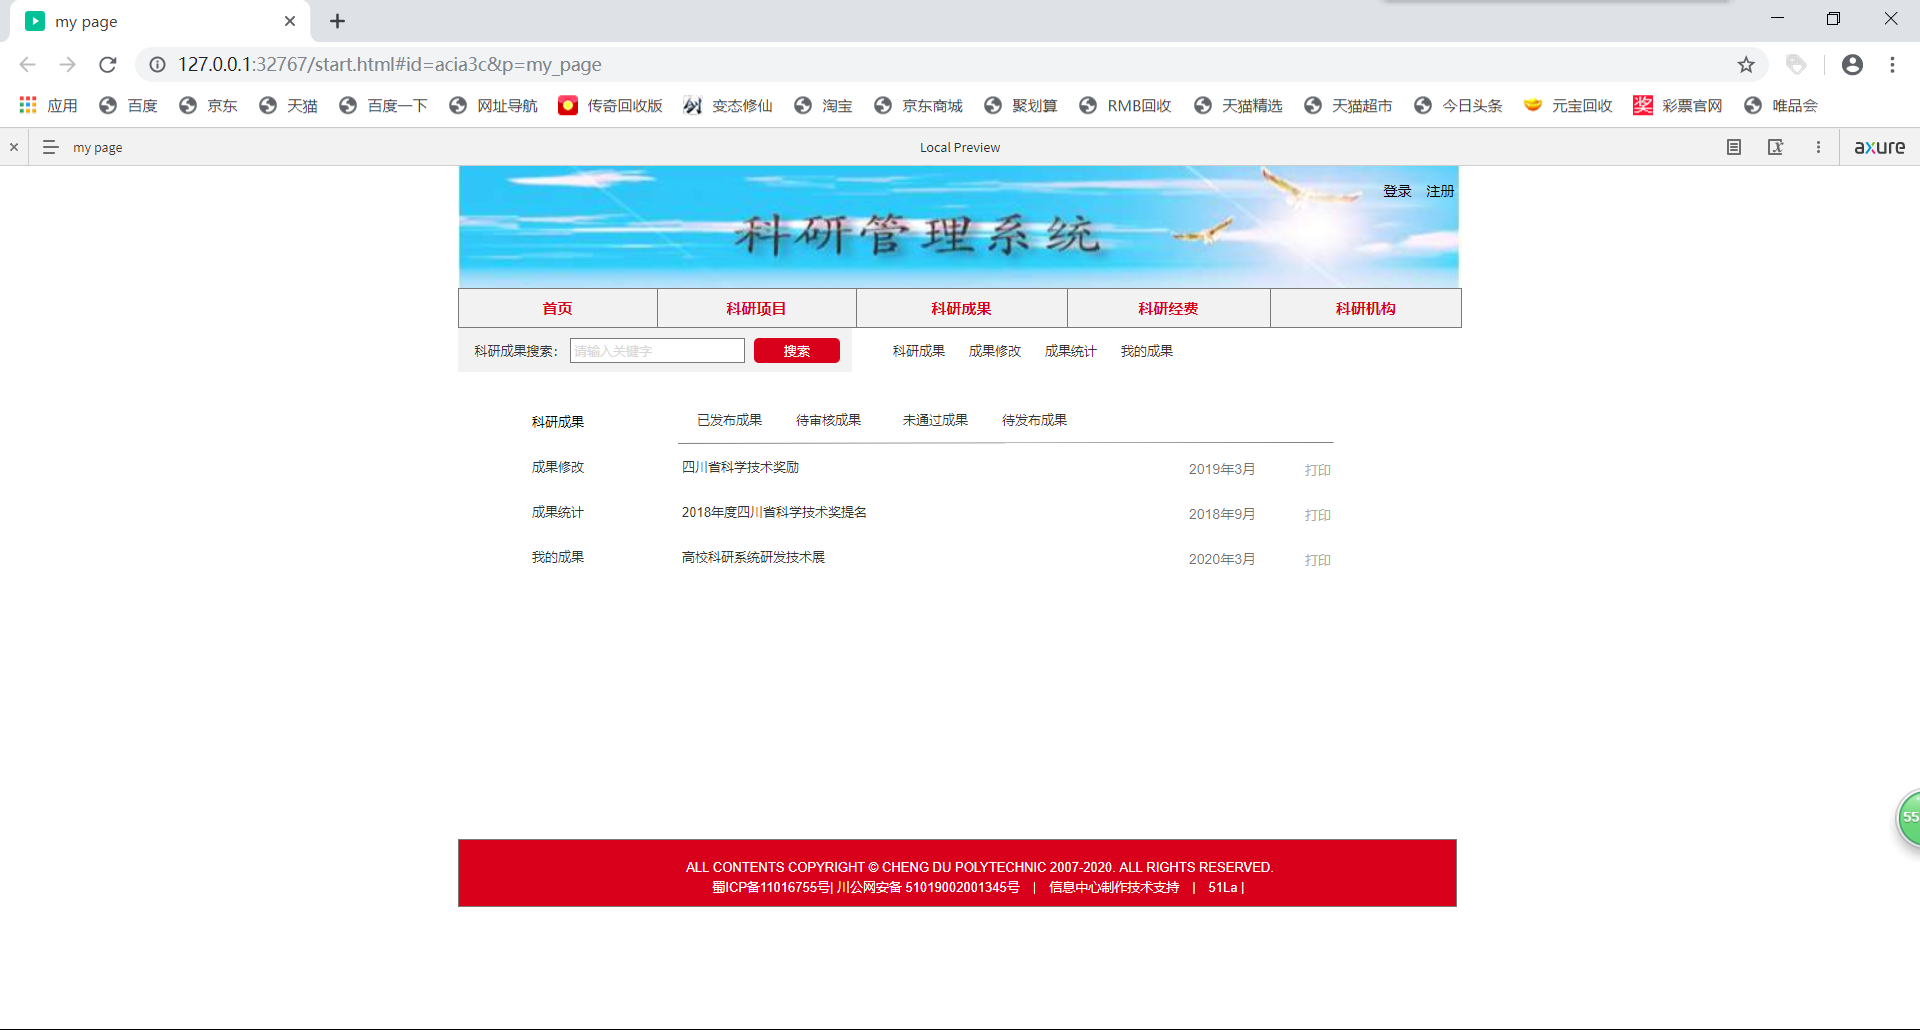 my page
127.0.0.1:32767/start.html#id=acia3c&p=my_page
应用 百度 京东 天猫 百度一下 网址导航 传奇回收版 变态修仙 淘宝 京东商城 聚划算 RMB回收 天猫精选 天猫超市 今日头条 元宝回收 奖 彩票官网 唯品会
my page Local Preview axure
登录 注册
科研管理系统
首页 科研项目 科研成果 科研经费 科研机构
科研成果搜索： 请输入关键字 搜索 科研成果 成果修改 成果统计 我的成果
科研成果 已发布成果 待审核成果 未通过成果 待发布成果
成果修改 四川省科学技术奖励 2019年3月 打印
成果统计 2018年度四川省科学技术奖提名 2018年9月 打印
我的成果 高校科研系统研发技术展 2020年3月 打印
55
ALL CONTENTS COPYRIGHT © CHENG DU POLYTECHNIC 2007-2020. ALL RIGHTS RESERVED.
蜀ICP备11016755号| 川公网安备 51019002001345号 | 信息中心制作技术支持 | 51La |